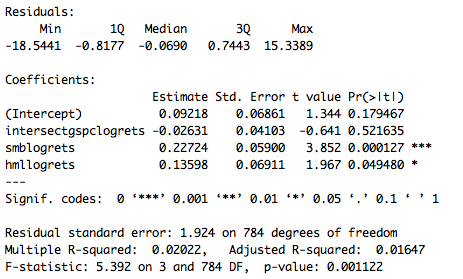 Residuals:
     Min       1Q   Median       3Q      Max
-18.5441  -0.8177  -0.0690   0.7443  15.3389
Coefficients:
                    Estimate Std. Error t value Pr(>|t|)
(Intercept)          0.09218    0.06861   1.344 0.179467
intersectgspclogrets -0.02631    0.04103  -0.641 0.521635
smblogrets           0.22724    0.05900   3.852 0.000127 ***
hmllogrets           0.13598    0.06911   1.967 0.049480 *
---
Signif. codes:  0 ‘***’ 0.001 ‘**’ 0.01 ‘*’ 0.05 ‘.’ 0.1 ‘ ’ 1
Residual standard error: 1.924 on 784 degrees of freedom
Multiple R-squared:  0.02022,   Adjusted R-squared:  0.01647
F-statistic: 5.392 on 3 and 784 DF,  p-value: 0.001122